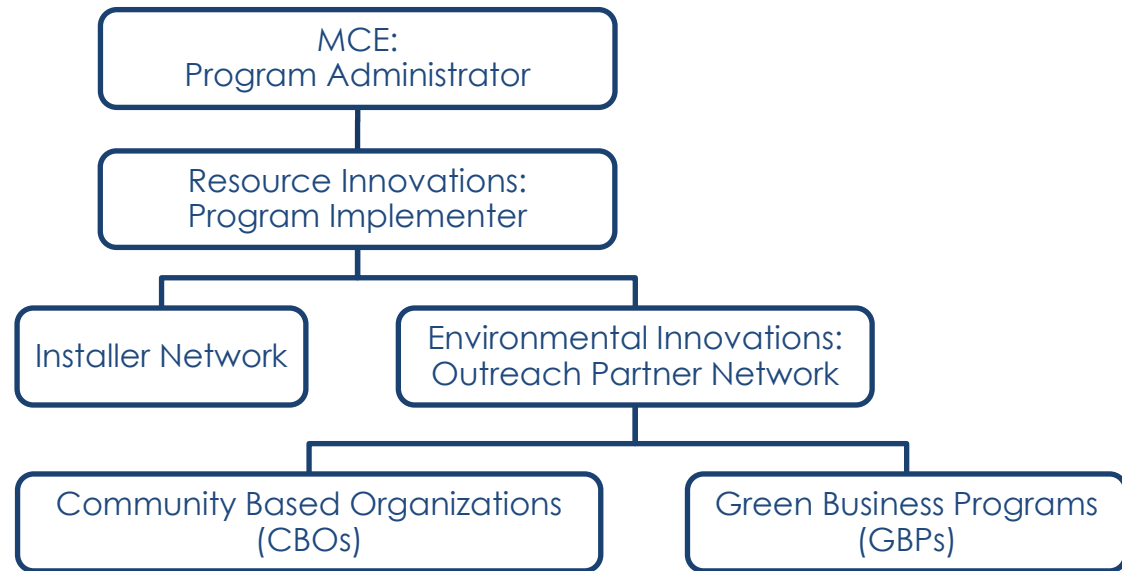 MCE:
Program Administrator
Resource Innovations:
Program Implementer
Installer Network
Environmental Innovations:
Outreach Partner Network
Community Based Organizations
(CBOs)
Green Business Programs
(GBPs)